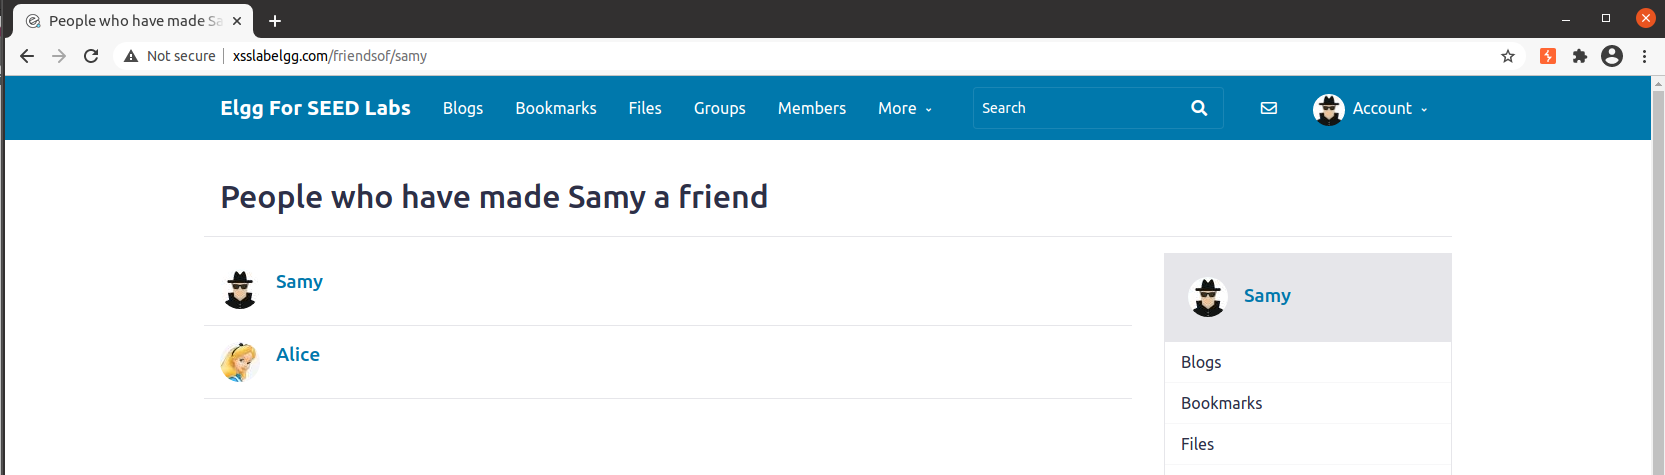 People who have made Sa
Not secure xsslabelgg.com/friendsof/samy
Elgg For SEED Labs Blogs Bookmarks Files Groups Members More Search Account
People who have made Samy a friend
Samy
Samy
Alice
Blogs
Bookmarks
Files